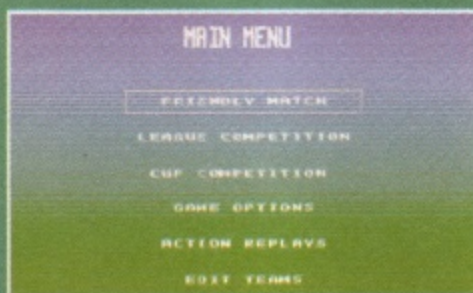 MAIN MENU
FRIENDLY MATCH
LEAGUE COMPETITION
CUP COMPETITION
GAME OPTIONS
ACTION REPLAYS
EDIT TEAMS